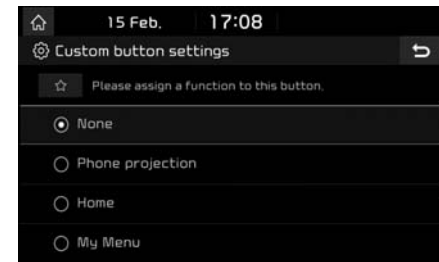 15 Feb. 17:08
Custom button settings
Please assign a function to this button.
None
Phone projection
Home
My Menu